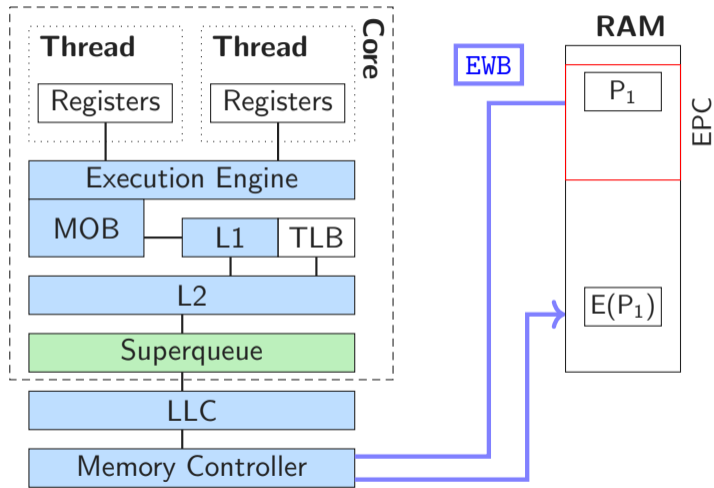 Thread
Thread
Core
Registers
Registers
Execution Engine
MOB
L1
TLB
L2
Superqueue
LLC
Memory Controller
EWB
RAM
P₁
EPC
E(P₁)